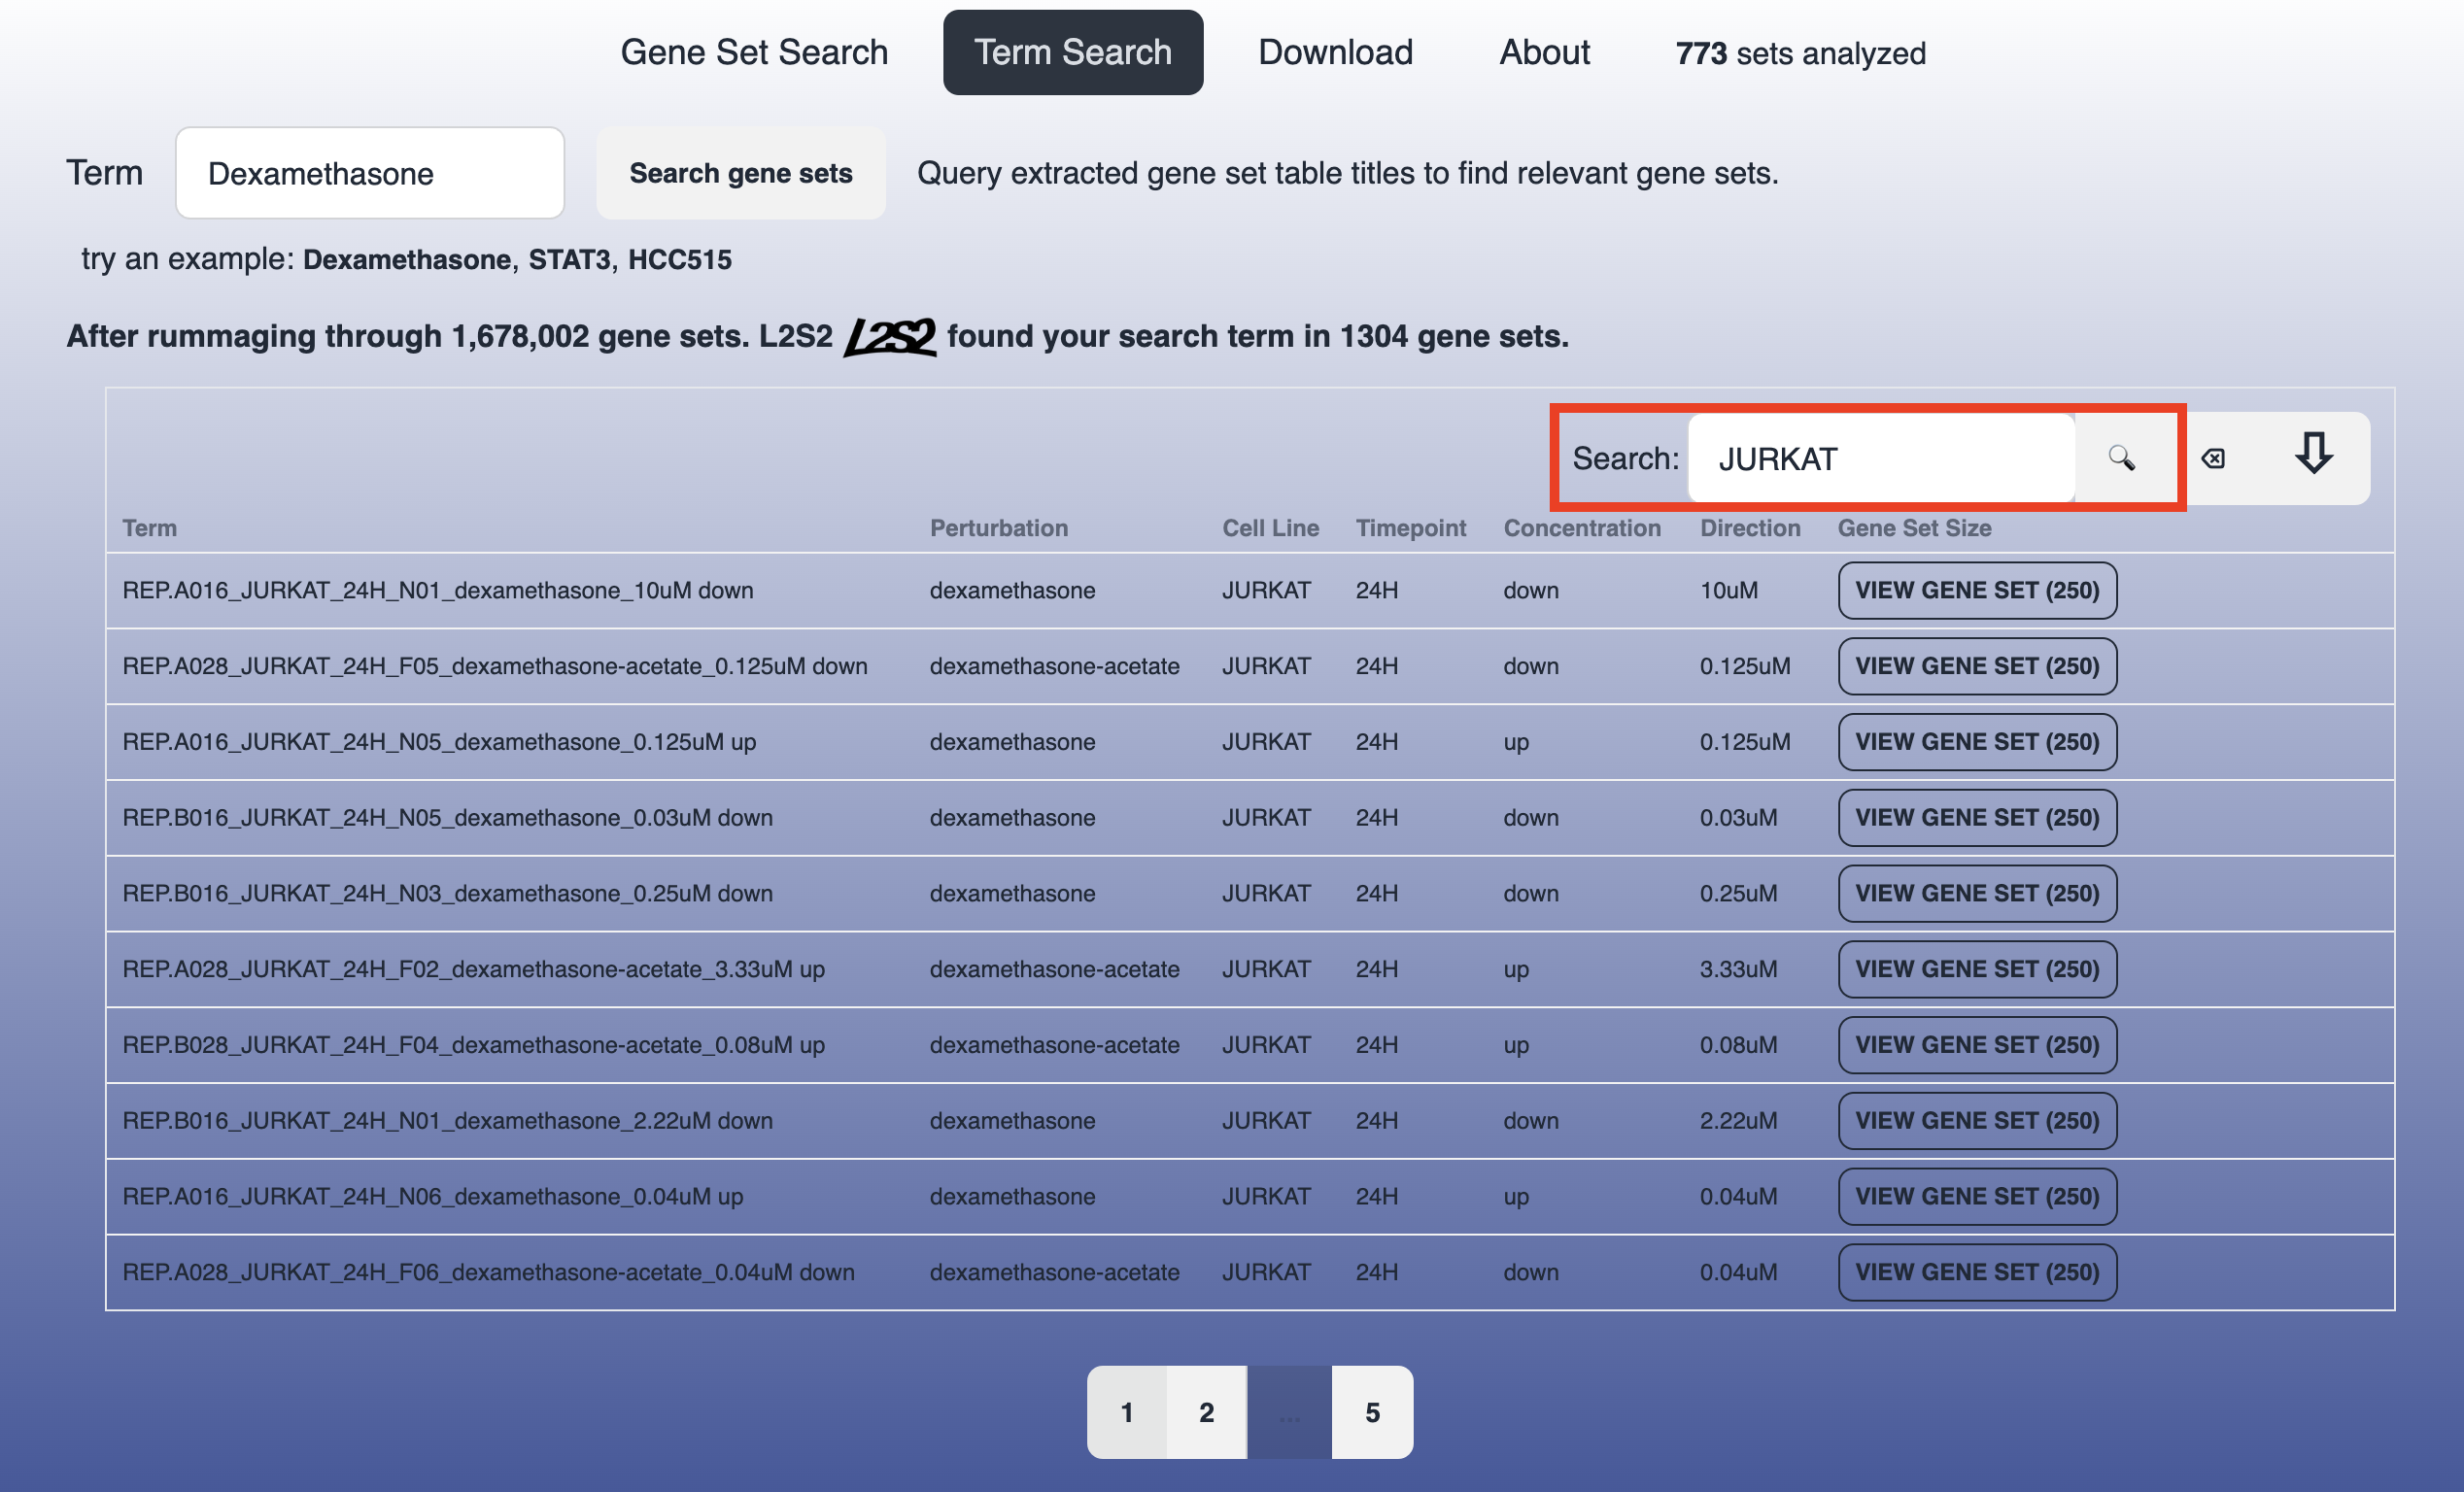 Gene Set Search Term Search Download About 773 sets analyzed
Term Dexamethasone Search gene sets Query extracted gene set table titles to find relevant gene sets.
try an example: Dexamethasone, STAT3, HCC515
After rummaging through 1,678,002 gene sets. L2S2 L2S2 found your search term in 1304 gene sets.
Search: JURKAT
Term Perturbation Cell Line Timepoint Concentration Direction Gene Set Size
REP.A016_JURKAT_24H_N01_dexamethasone_10uM down dexamethasone JURKAT 24H down 10uM VIEW GENE SET (250)
REP.A028_JURKAT_24H_F05_dexamethasone-acetate_0.125uM down dexamethasone-acetate JURKAT 24H down 0.125uM VIEW GENE SET (250)
REP.A016_JURKAT_24H_N05_dexamethasone_0.125uM up dexamethasone JURKAT 24H up 0.125uM VIEW GENE SET (250)
REP.B016_JURKAT_24H_N05_dexamethasone_0.03uM down dexamethasone JURKAT 24H down 0.03uM VIEW GENE SET (250)
REP.B016_JURKAT_24H_N03_dexamethasone_0.25uM down dexamethasone JURKAT 24H down 0.25uM VIEW GENE SET (250)
REP.A028_JURKAT_24H_F02_dexamethasone-acetate_3.33uM up dexamethasone-acetate JURKAT 24H up 3.33uM VIEW GENE SET (250)
REP.B028_JURKAT_24H_F04_dexamethasone-acetate_0.08uM up dexamethasone-acetate JURKAT 24H up 0.08uM VIEW GENE SET (250)
REP.B016_JURKAT_24H_N01_dexamethasone_2.22uM down dexamethasone JURKAT 24H down 2.22uM VIEW GENE SET (250)
REP.A016_JURKAT_24H_N06_dexamethasone_0.04uM up dexamethasone JURKAT 24H up 0.04uM VIEW GENE SET (250)
REP.A028_JURKAT_24H_F06_dexamethasone-acetate_0.04uM down dexamethasone-acetate JURKAT 24H down 0.04uM VIEW GENE SET (250)
1 2 ... 5